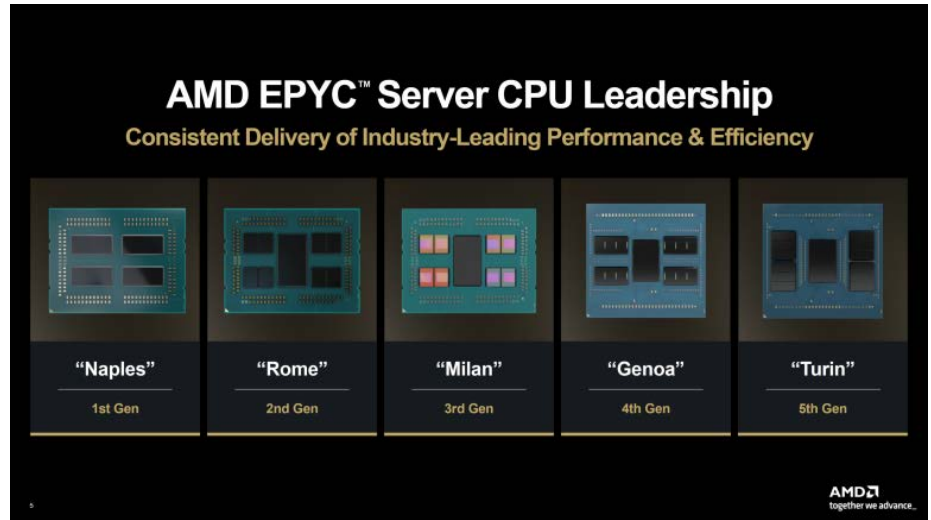 AMD EPYC™ Server CPU Leadership
Consistent Delivery of Industry-Leading Performance & Efficiency
“Naples”
1st Gen
“Rome”
2nd Gen
“Milan”
3rd Gen
“Genoa”
4th Gen
“Turin”
5th Gen
5
AMD
together we advance_